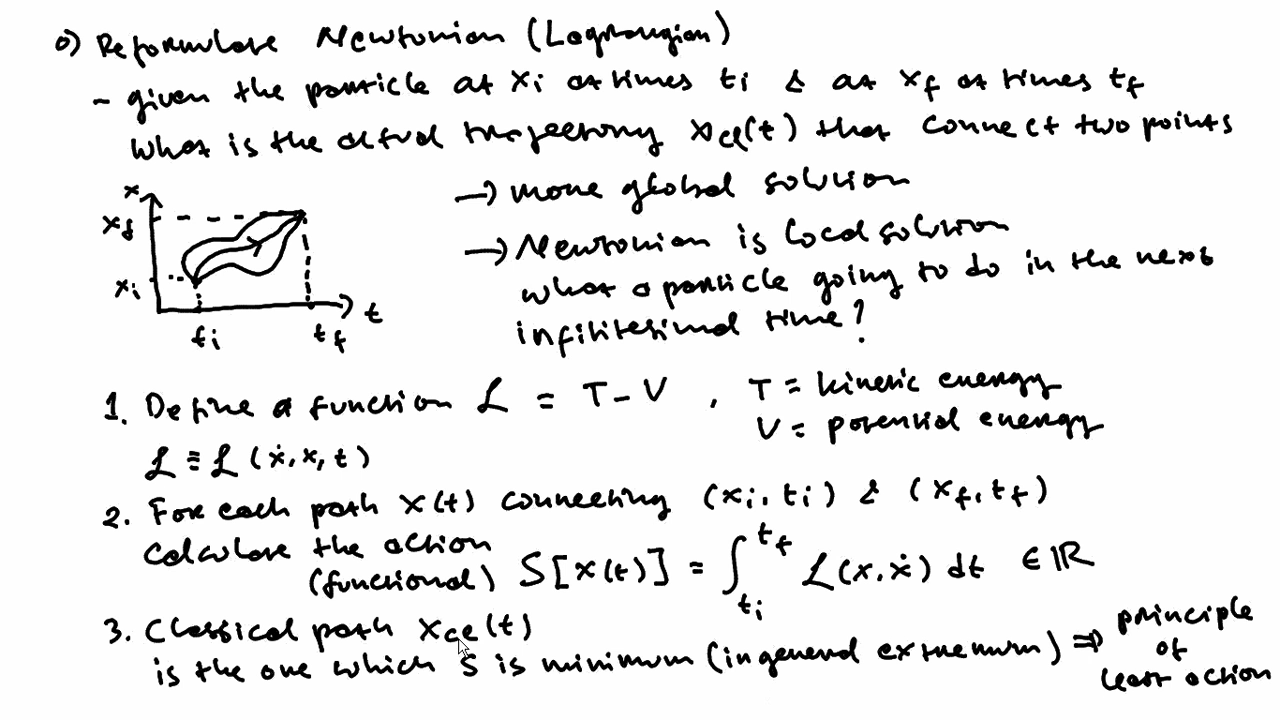 0) Reformulate Newtonian (Lagrangian)
- given the particle at xi at times ti & at xf at times tf
what is the actual trajectory xcl(t) that connect two points
→ more global solution
→ Newtonian is local solution
what a particle going to do in the next
infilitesimal time?
x
xf
xi
ti
tf
t
1. Define a function ℒ = T - V , T = kinetic energy
V = potential energy
ℒ ≡ ℒ (ẋ, x, t)
2. For each path x(t) connecting (xi, ti) & (xf, tf)
calculate the action
(functional) S[x(t)] = ∫_{ti}^{tf} ℒ(x, ẋ) dt ∈ ℝ
3. Classical path xcl(t)
is the one which S is minimum (in general extremum) ⇒ principle
of
least action